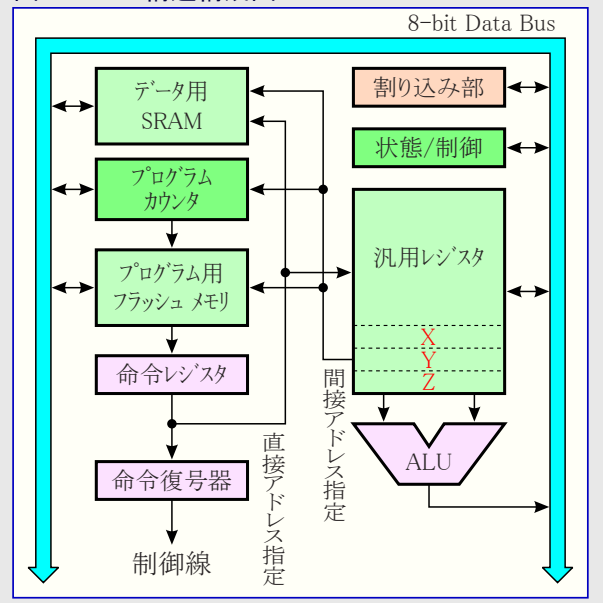 8-bit Data Bus
データ用
SRAM
プログラム
カウンタ
プログラム用
フラッシュ メモリ
命令レジスタ
命令復号器
制御線
直接アドレス指定
間接アドレス指定
割り込み部
状態/制御
汎用レジスタ
X
Y
Z
ALU